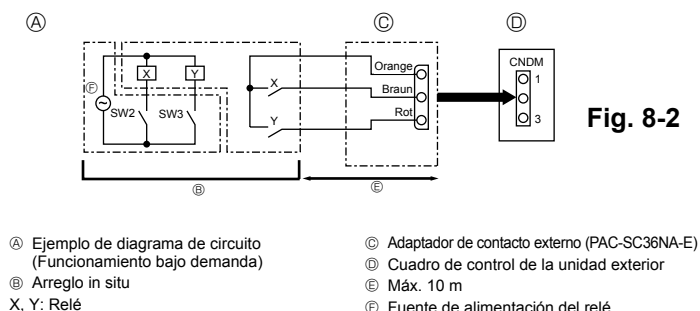 Ⓐ Ⓒ Ⓓ
Orange
Braun
Rot
CNDM
1
3
Ⓕ
X Y
SW2 SW3
X
Y
Fig. 8-2
Ⓑ Ⓔ
Ⓐ Ejemplo de diagrama de circuito
(Funcionamiento bajo demanda)
Ⓑ Arreglo in situ
X, Y: Relé
Ⓒ Adaptador de contacto externo (PAC-SC36NA-E)
Ⓓ Cuadro de control de la unidad exterior
Ⓔ Máx. 10 m
Ⓕ Fuente de alimentación del relé